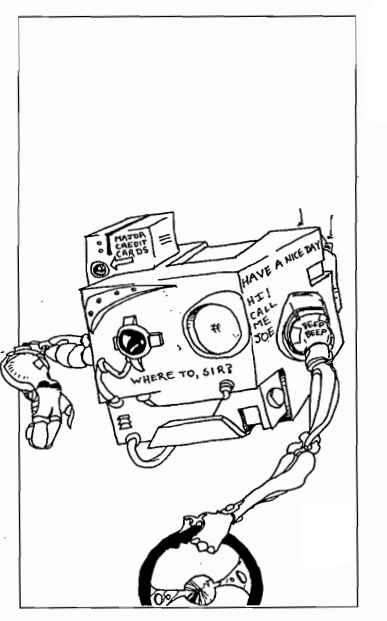 MAJOR
CREDIT
CARDS
HAVE A NICE DAY
HI!
CALL
ME
JOE
BEEP
BEEP
#
WHERE TO, SIR?